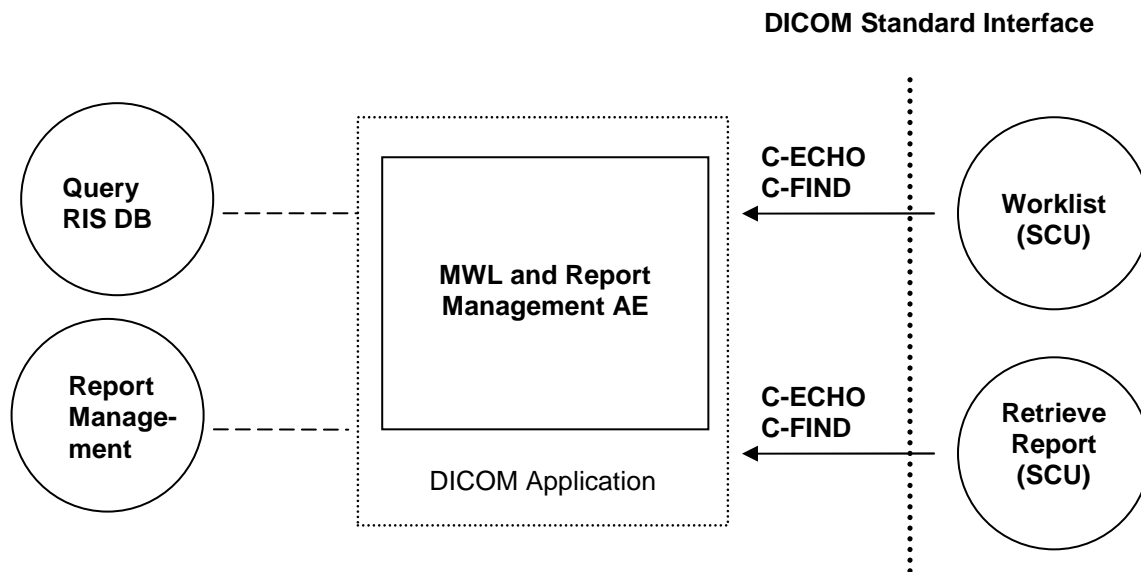 DICOM Standard Interface
Query
RIS DB
Report
Manage-
ment
MWL and Report
Management AE
DICOM Application
C-ECHO
C-FIND
C-ECHO
C-FIND
Worklist
(SCU)
Retrieve
Report
(SCU)